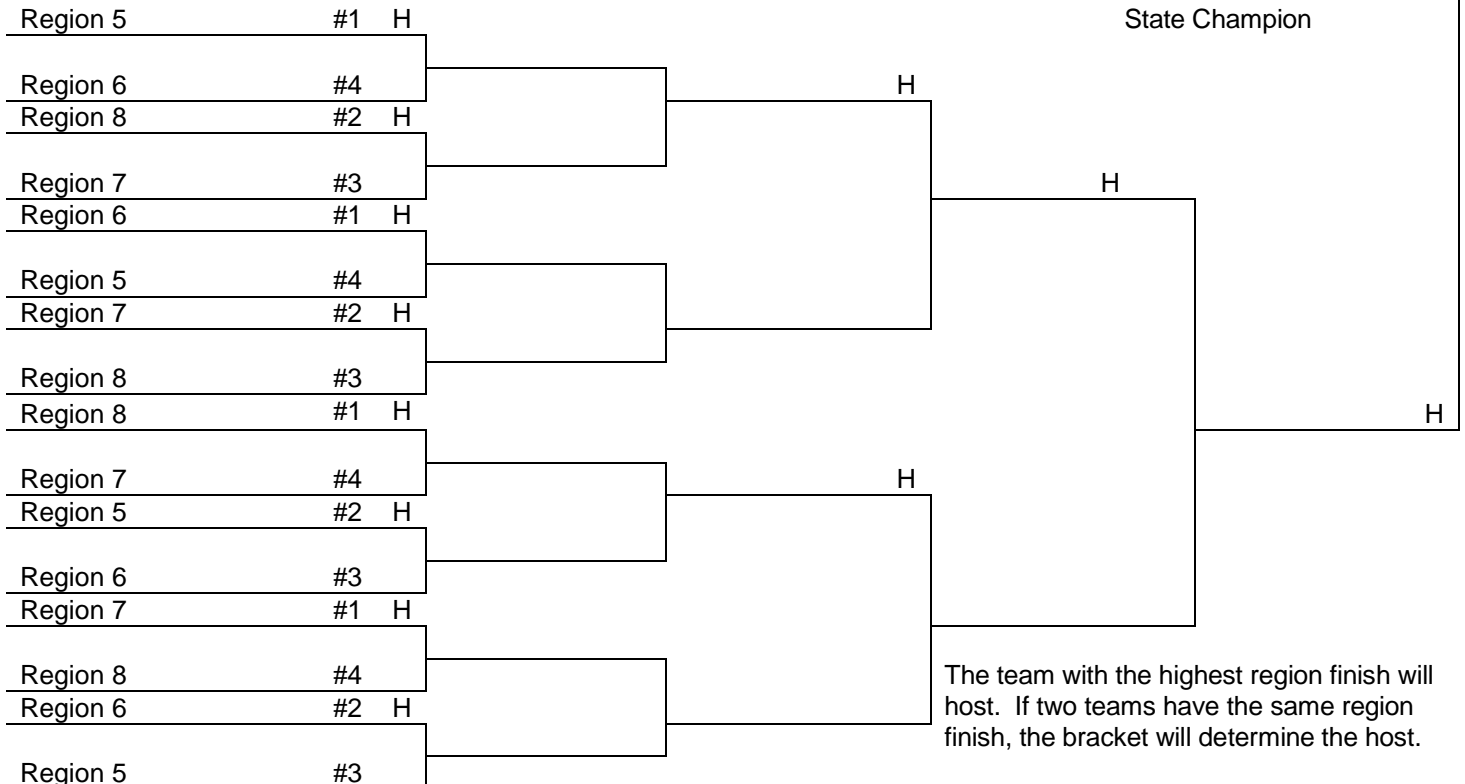 Region 5 #1 H State Champion
Region 6 #4 H
Region 8 #2 H
Region 7 #3 H
Region 6 #1 H
Region 5 #4
Region 7 #2 H
Region 8 #3
Region 8 #1 H H
Region 7 #4 H
Region 5 #2 H
Region 6 #3
Region 7 #1 H
Region 8 #4
Region 6 #2 H
Region 5 #3
The team with the highest region finish will
host. If two teams have the same region
finish, the bracket will determine the host.